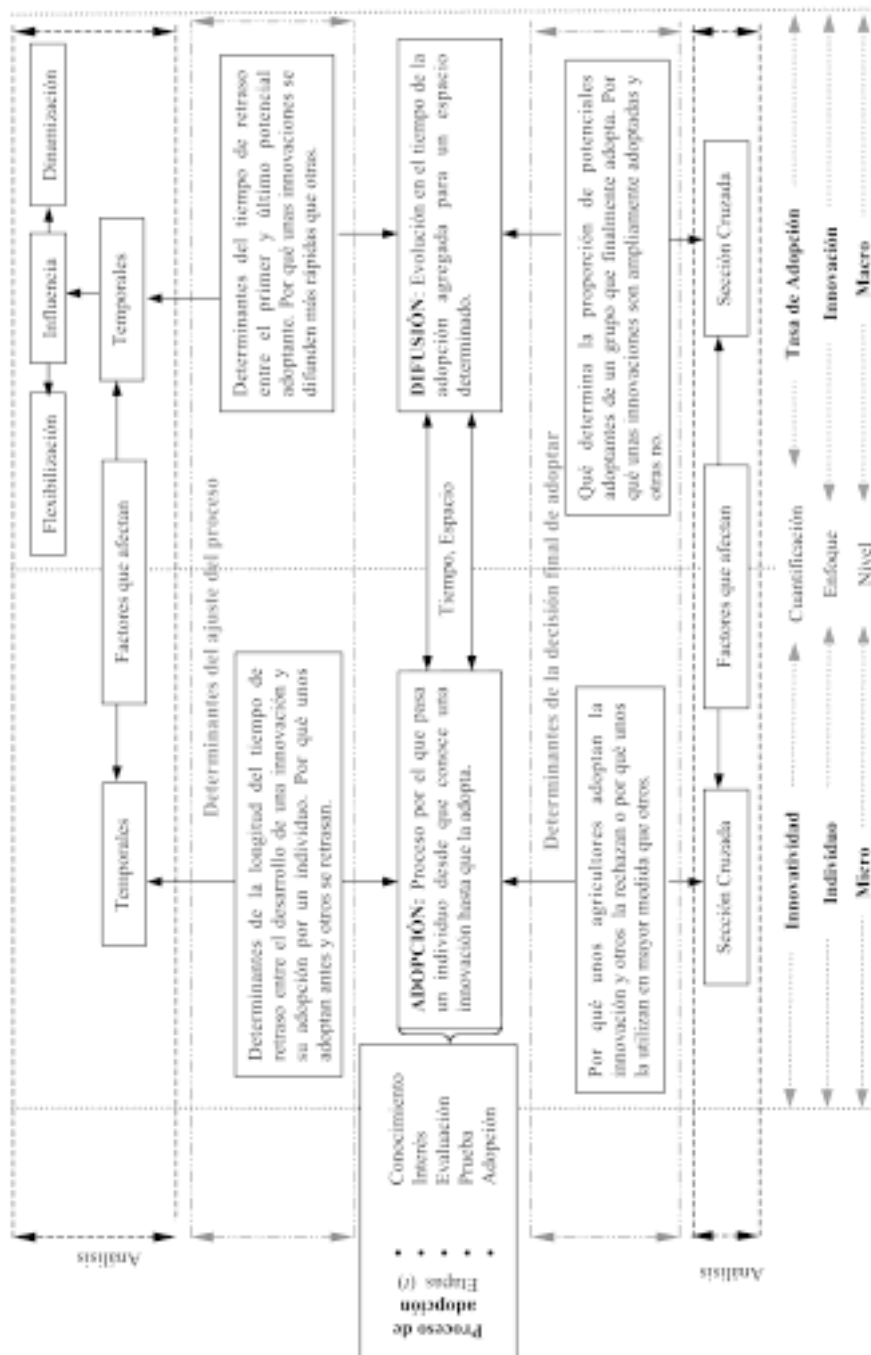 Análisis
Flexibilización
Influencia
Dinamización
Temporales
Factores que afectan
Temporales
Determinantes del ajuste del proceso
Determinantes de la longitud del tiempo de
retraso entre el desarrollo de una innovación y
su adopción por un individuo. Por qué unos
adoptan antes y otros se retrasan.
Determinantes del tiempo de retraso
entre el primer y último potencial
adoptante. Por qué unas innovaciones se
difunden más rápidas que otras.
Proceso de
adopción
Etapas (t)
• Conocimiento
• Interés
• Evaluación
• Prueba
• Adopción
ADOPCIÓN: Proceso por el que pasa
un individuo desde que conoce una
innovación hasta que la adopta.
Tiempo, Espacio
DIFUSIÓN: Evolución en el tiempo de la
adopción agregada para un espacio
determinado.
Determinantes de la decisión final de adoptar
Por qué unos agricultores adoptan la
innovación y otros la rechazan o por qué unos
la utilizan en mayor medida que otros.
Qué determina la proporción de potenciales
adoptantes de un grupo que finalmente adopta. Por
qué unas innovaciones son ampliamente adoptadas y
otras no.
Análisis
Sección Cruzada
Factores que afectan
Sección Cruzada
Innovatividad
Cuantificación
Tasa de Adopción
Individuo
Enfoque
Innovación
Micro
Nivel
Macro